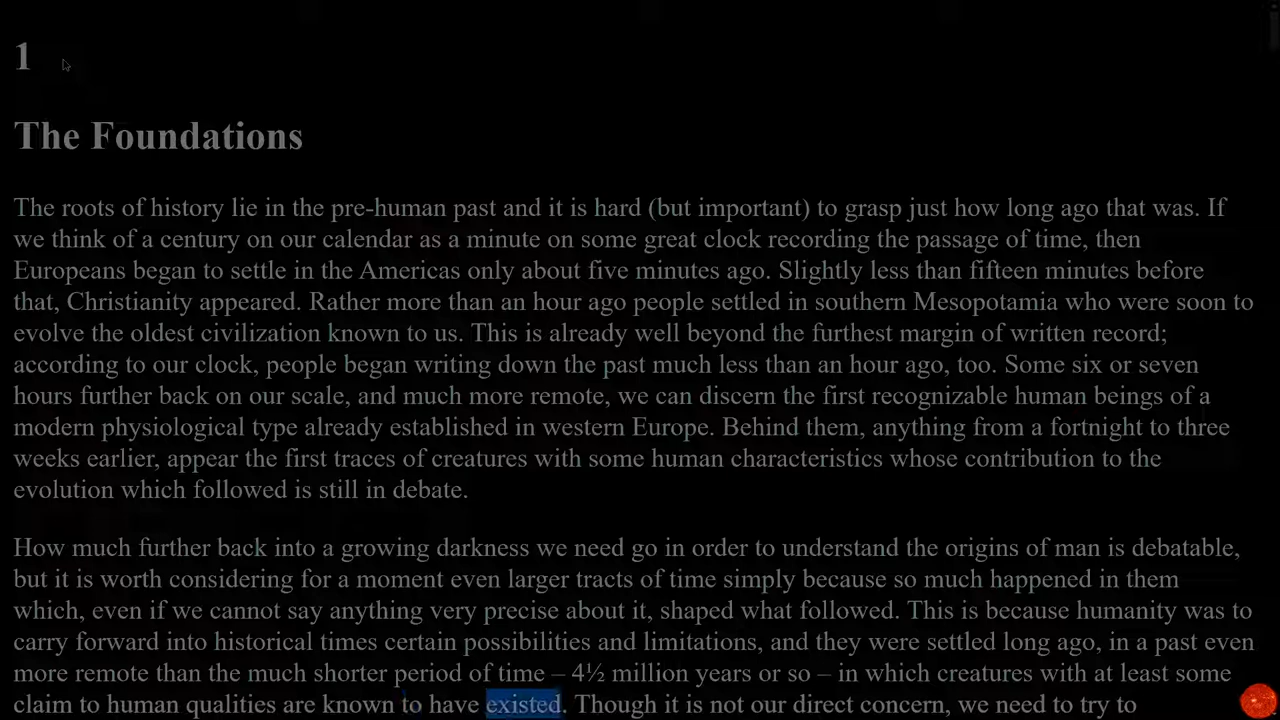 1
The Foundations
The roots of history lie in the pre-human past and it is hard (but important) to grasp just how long ago that was. If
we think of a century on our calendar as a minute on some great clock recording the passage of time, then
Europeans began to settle in the Americas only about five minutes ago. Slightly less than fifteen minutes before
that, Christianity appeared. Rather more than an hour ago people settled in southern Mesopotamia who were soon to
evolve the oldest civilization known to us. This is already well beyond the furthest margin of written record;
according to our clock, people began writing down the past much less than an hour ago, too. Some six or seven
hours further back on our scale, and much more remote, we can discern the first recognizable human beings of a
modern physiological type already established in western Europe. Behind them, anything from a fortnight to three
weeks earlier, appear the first traces of creatures with some human characteristics whose contribution to the
evolution which followed is still in debate.
How much further back into a growing darkness we need go in order to understand the origins of man is debatable,
but it is worth considering for a moment even larger tracts of time simply because so much happened in them
which, even if we cannot say anything very precise about it, shaped what followed. This is because humanity was to
carry forward into historical times certain possibilities and limitations, and they were settled long ago, in a past even
more remote than the much shorter period of time – 4½ million years or so – in which creatures with at least some
claim to human qualities are known to have existed. Though it is not our direct concern, we need to try to